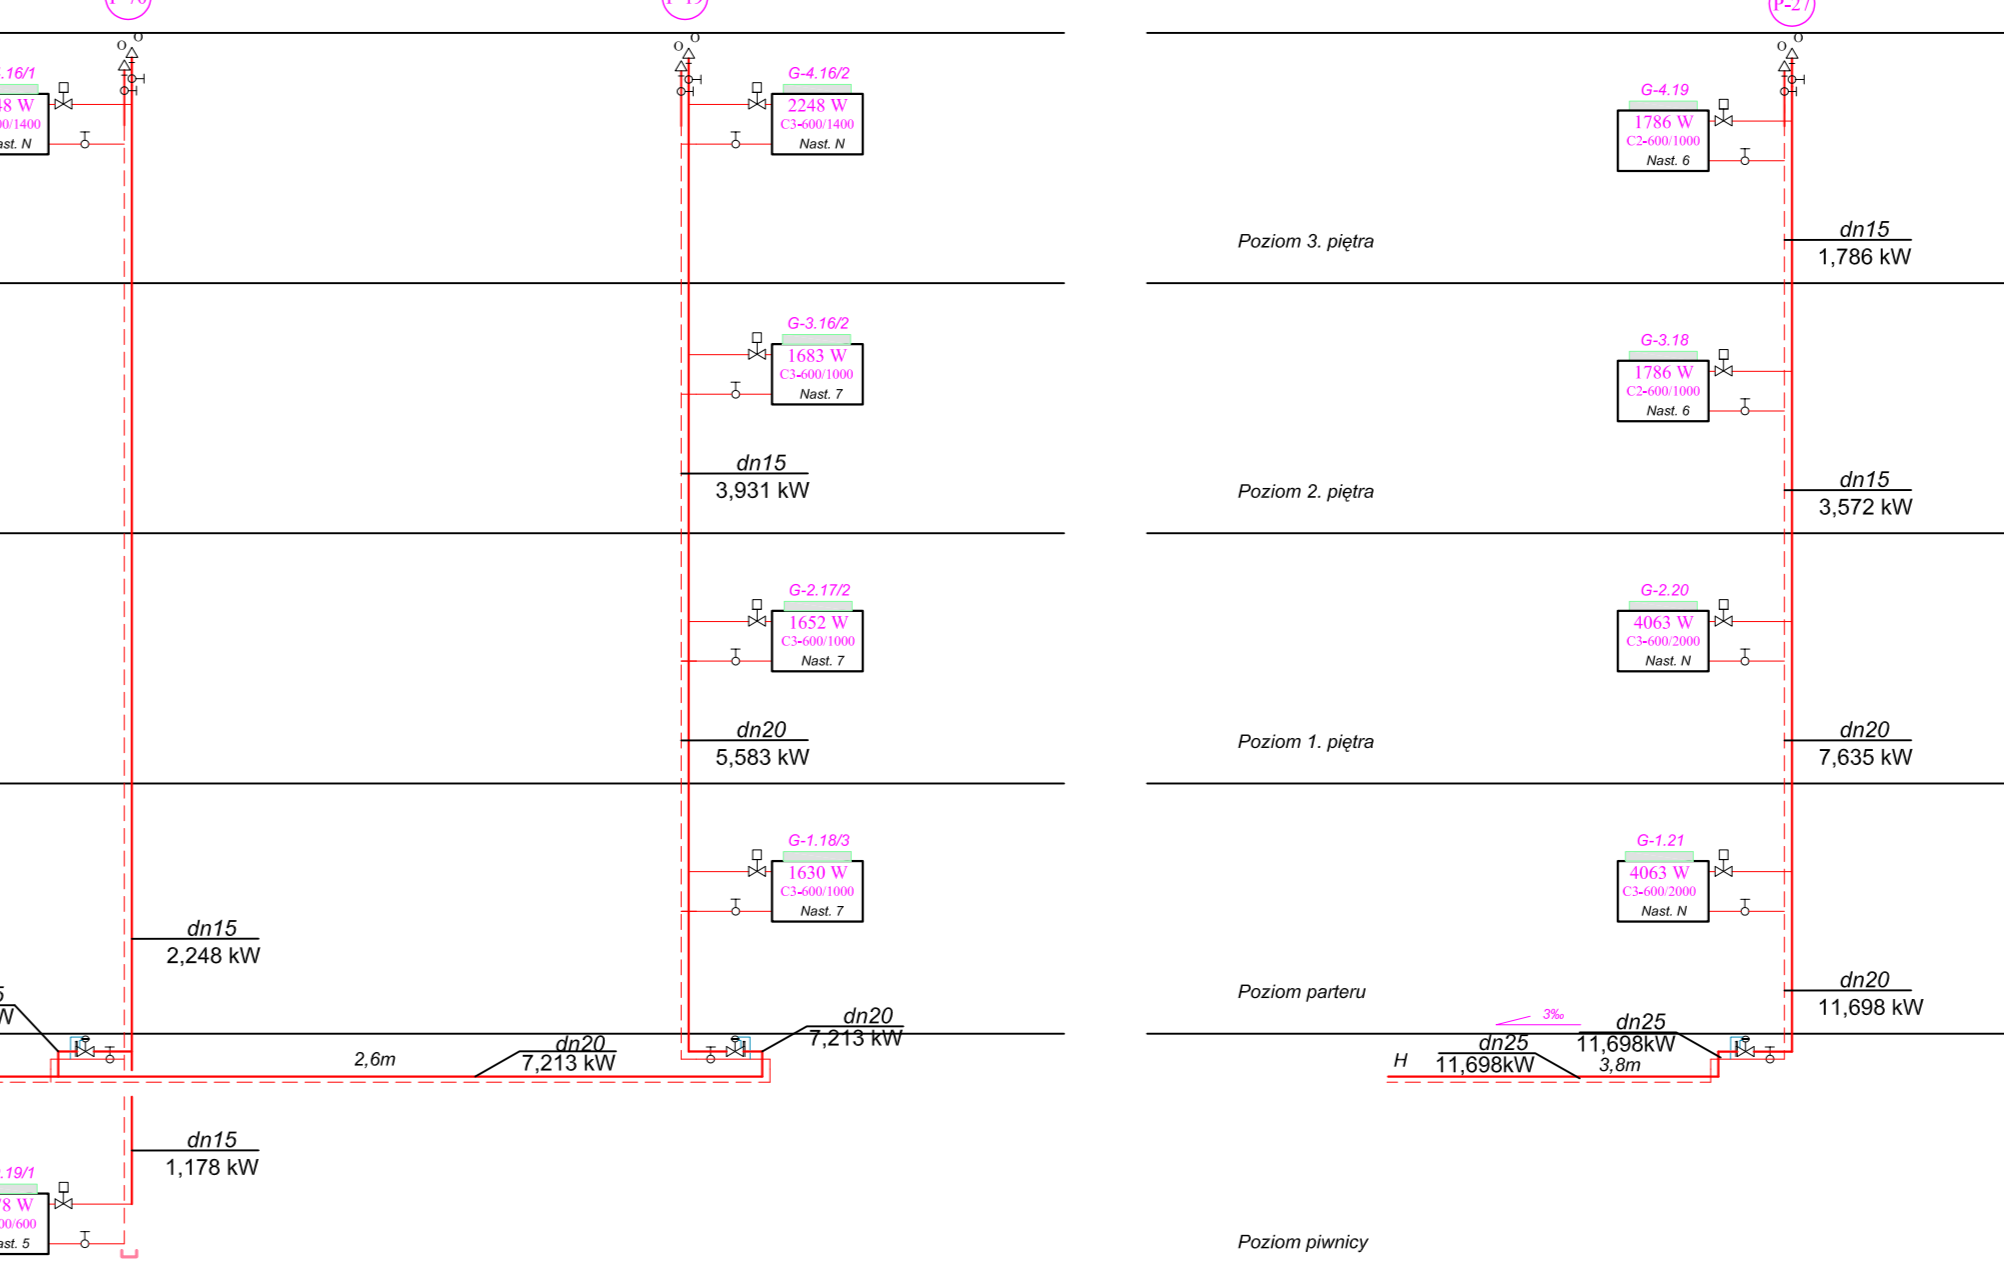 P-27
.16/1
48 W
00/1400
ast. N
G-4.16/2
2248 W
C3-600/1400
Nast. N
G-4.19
1786 W
C2-600/1000
Nast. 6
Poziom 3. piętra
dn15
1,786 kW
G-3.16/2
1683 W
C3-600/1000
Nast. 7
G-3.18
1786 W
C2-600/1000
Nast. 6
dn15
3,931 kW
Poziom 2. piętra
dn15
3,572 kW
G-2.17/2
1652 W
C3-600/1000
Nast. 7
G-2.20
4063 W
C3-600/2000
Nast. N
dn20
5,583 kW
Poziom 1. piętra
dn20
7,635 kW
G-1.18/3
1630 W
C3-600/1000
Nast. 7
G-1.21
4063 W
C3-600/2000
Nast. N
dn15
2,248 kW
Poziom parteru
dn20
11,698 kW
2,6m
dn20
7,213 kW
dn20
7,213 kW
3‰
H
dn25
11,698kW
dn25
11,698kW
3,8m
dn15
1,178 kW
.19/1
78 W
00/600
ast. 5
Poziom piwnicy